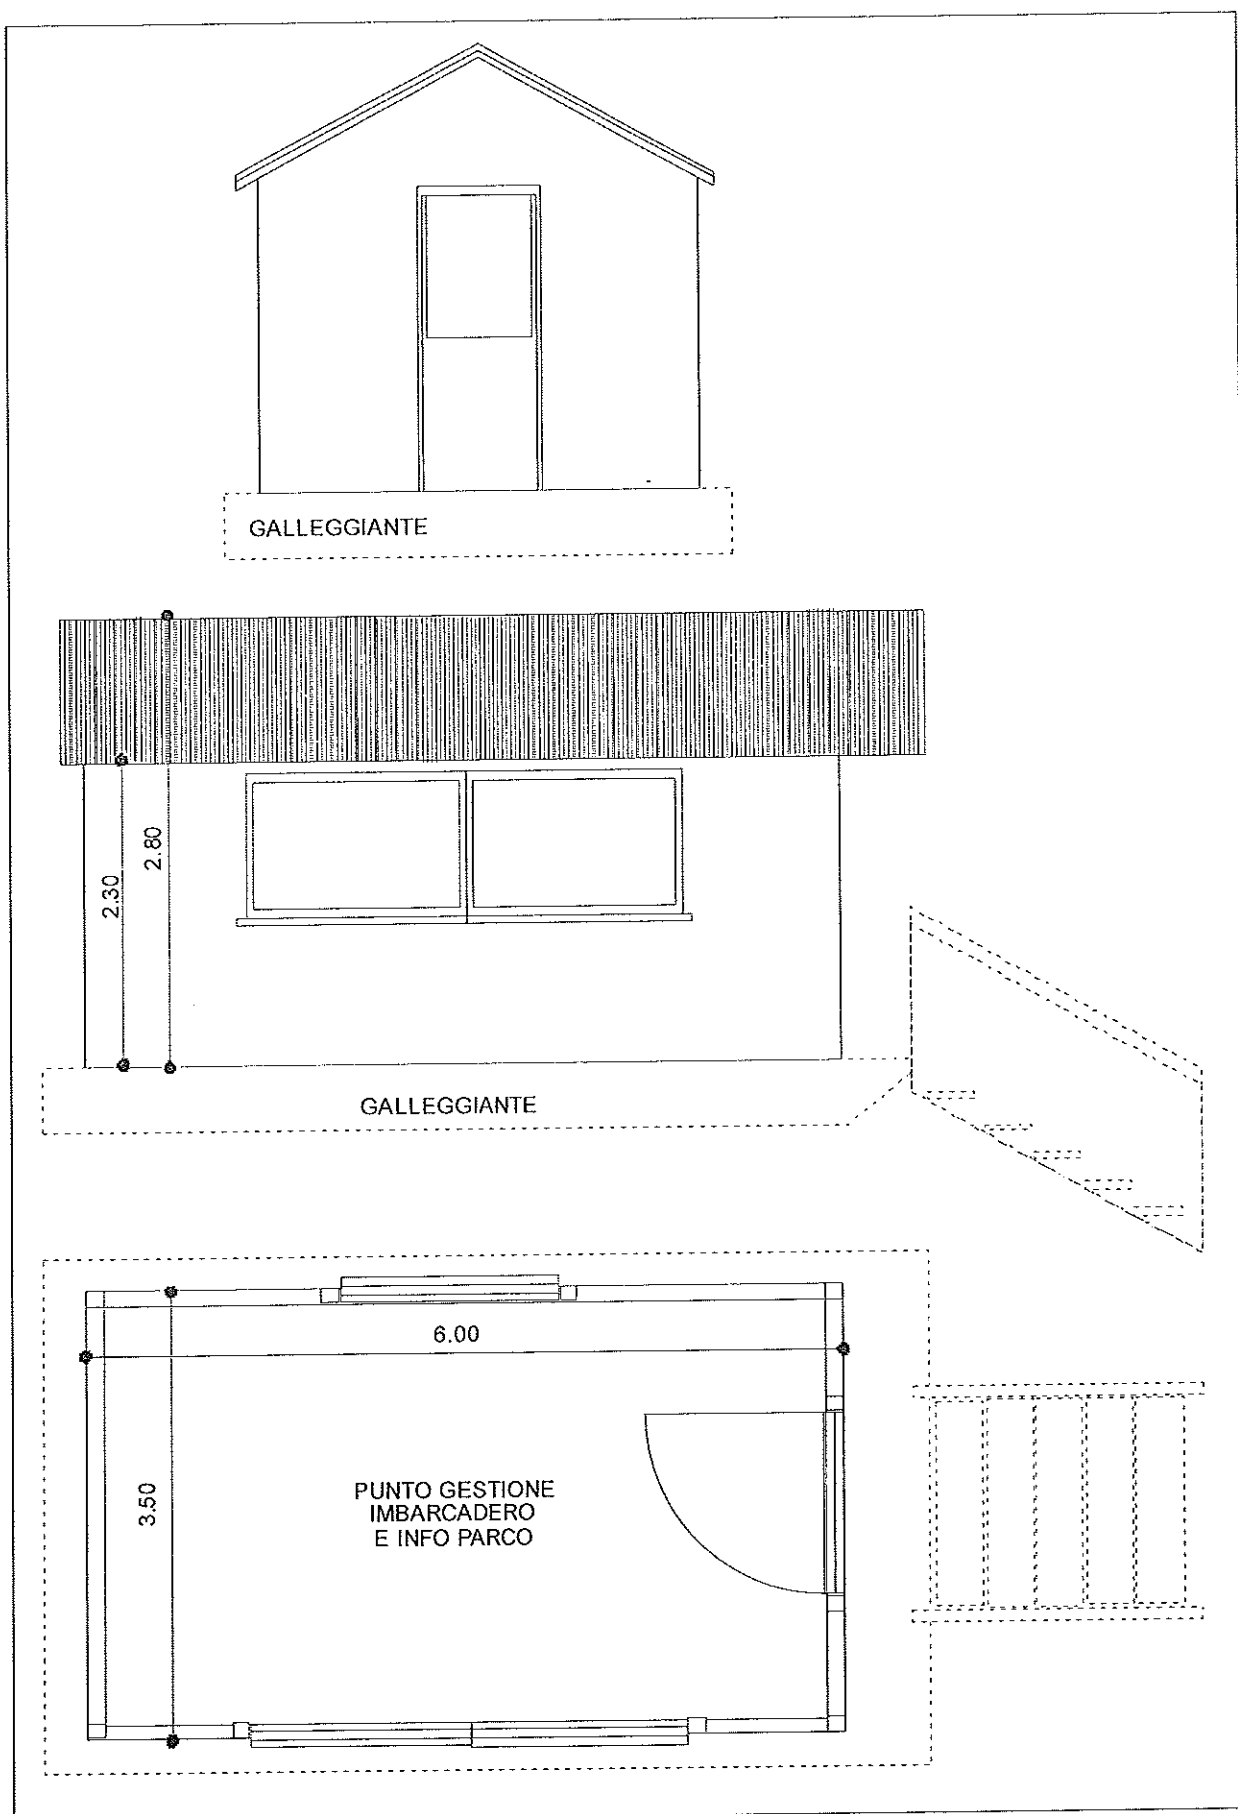 GALLEGGIANTE
2.30
2.80
GALLEGGIANTE
6.00
3.50
PUNTO GESTIONE
IMBARCADERO
E INFO PARCO